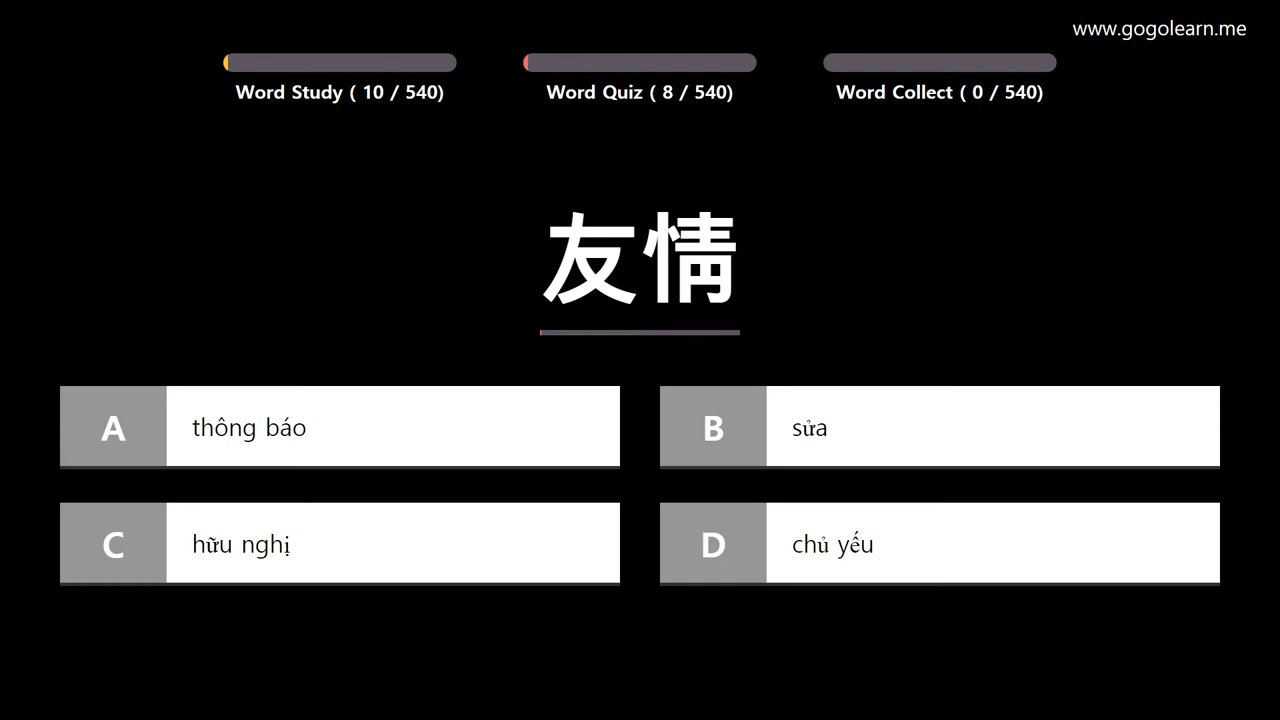 www.gogolearn.me
Word Study ( 10 / 540)
Word Quiz ( 8 / 540)
Word Collect ( 0 / 540)
友情
A
thông báo
B
sửa
C
hữu nghị
D
chủ yếu